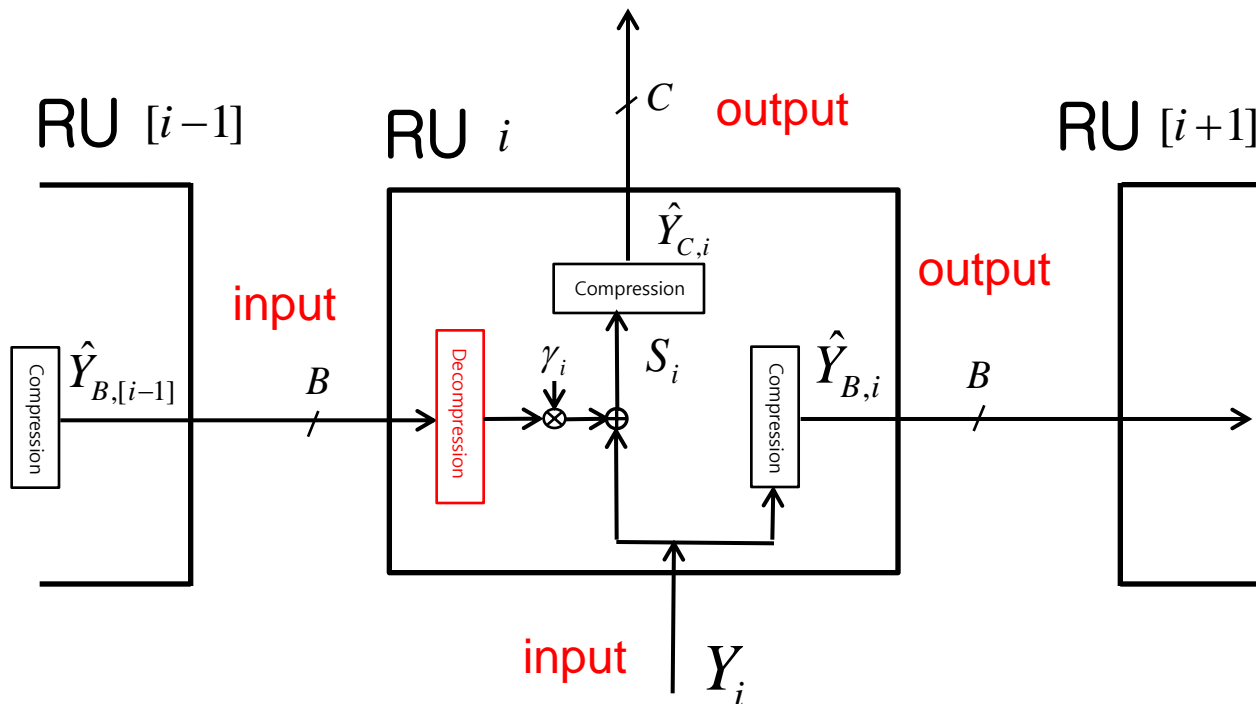 C
output
RU [i−1]
RU i
RU [i+1]
Ŷ_{C,i}
output
Compression
input
Compression
Ŷ_{B,[i−1]}
B
Decompression
γ_i
S_i
Compression
Ŷ_{B,i}
B
input
Y_i